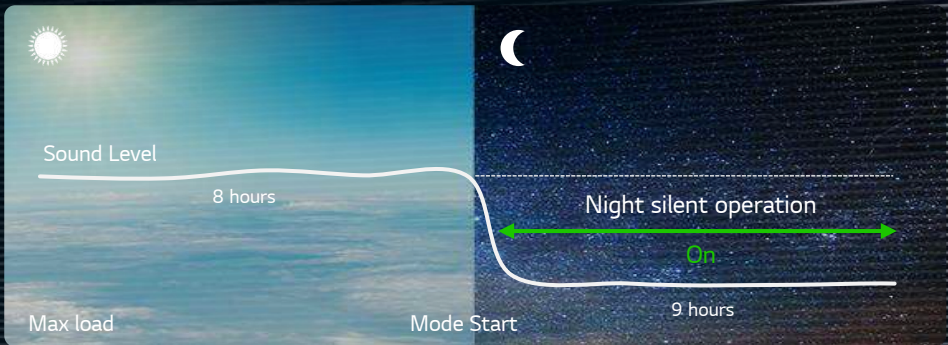 Sound Level
8 hours
Night silent operation
On
9 hours
Max load
Mode Start